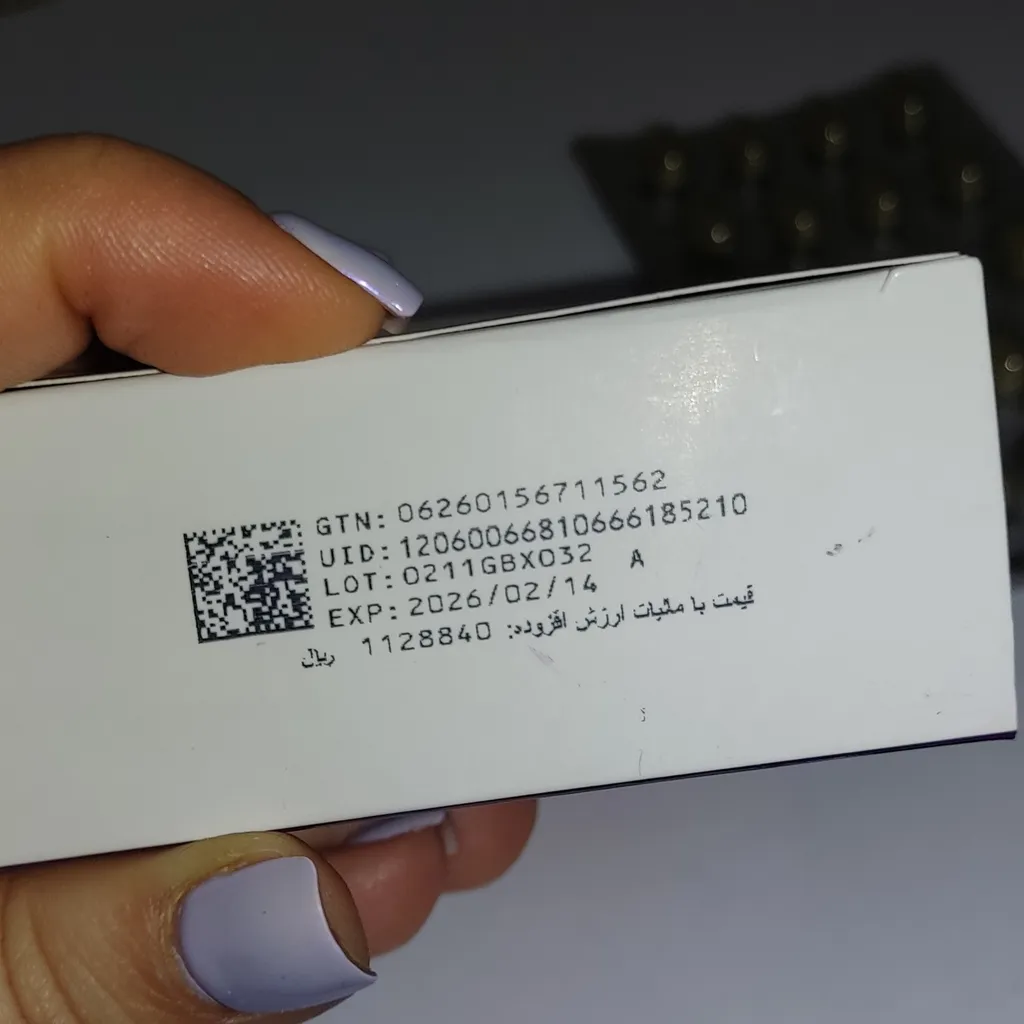 GTN: 06260156711562
UID: 12060066810666185210
LOT: 0211GBX032 A
EXP: 2026/02/14
قیمت با مالیات ارزش افزوده: 1128840 ریال